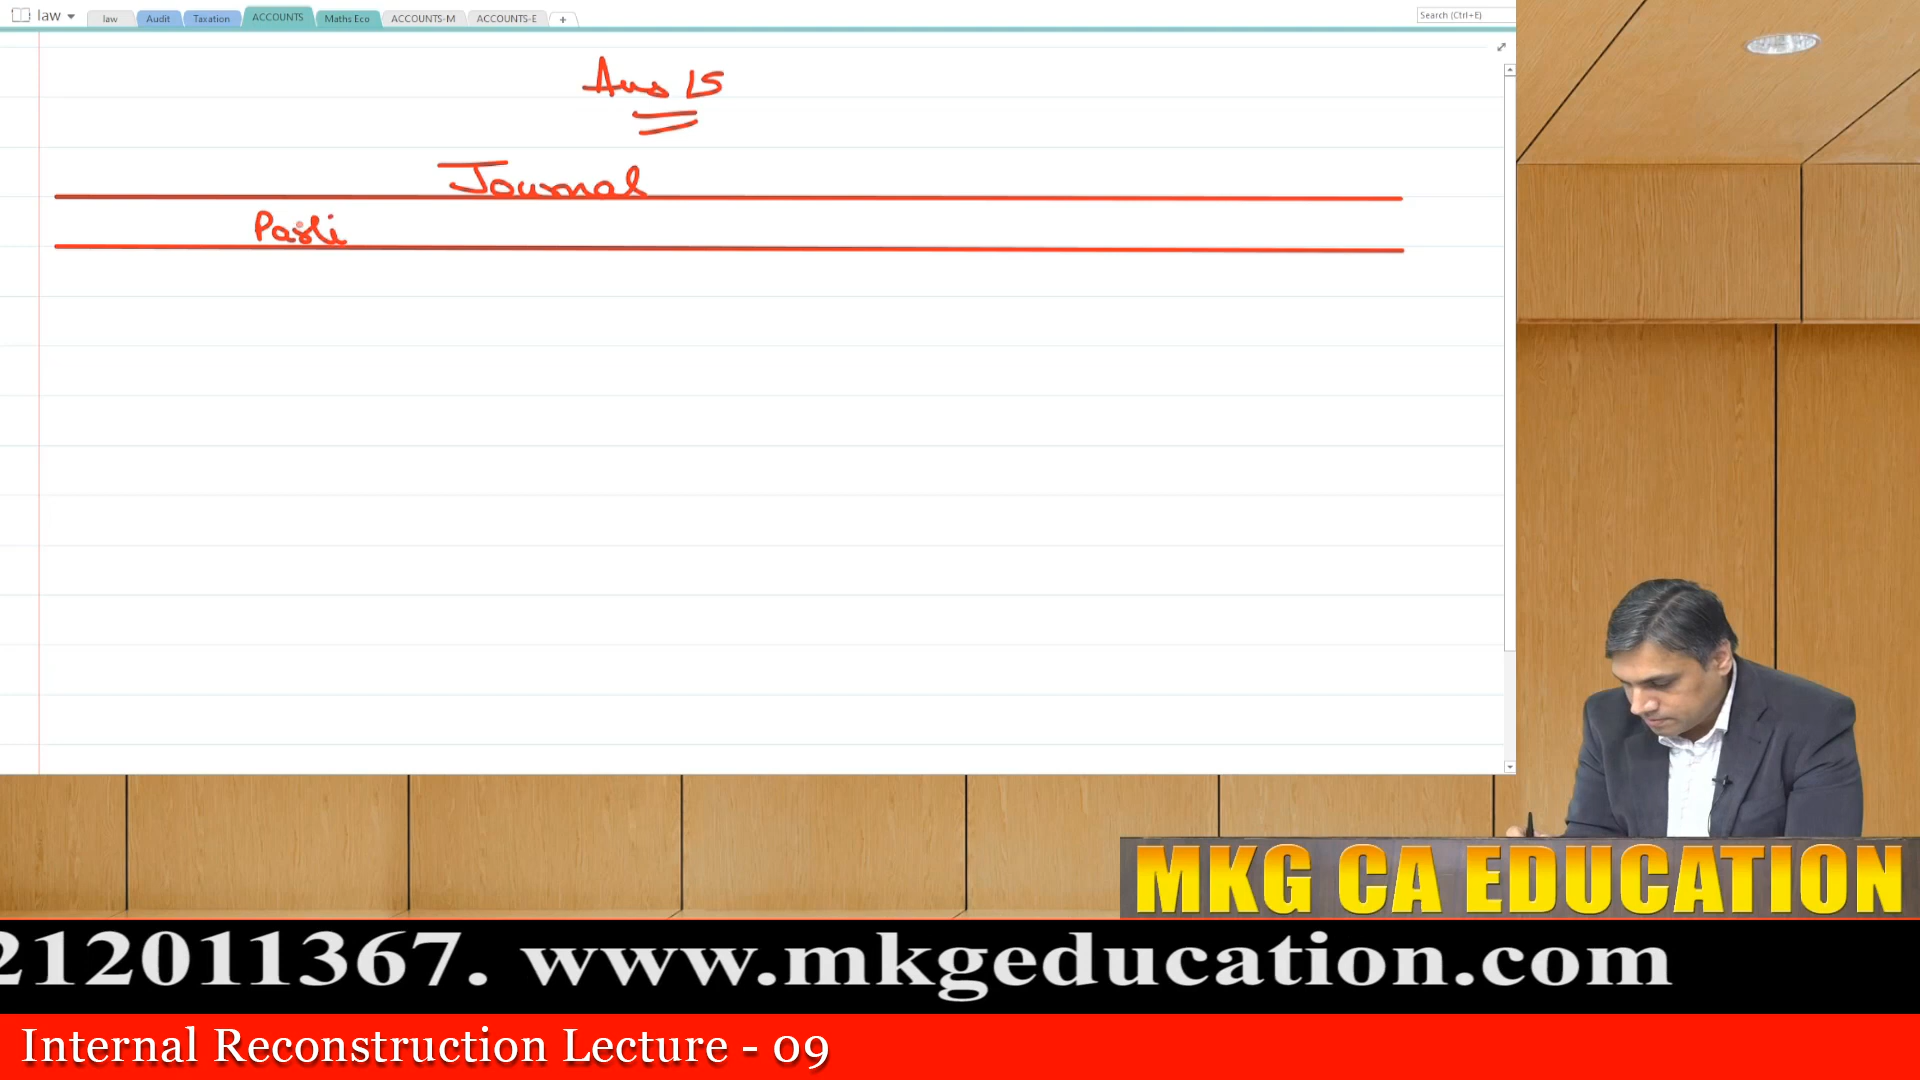 law
law Audit Taxation ACCOUNTS Maths Eco ACCOUNTS-M ACCOUNTS-E +
Search (Ctrl+E)
Ans 15
Journal
Parti
MKG CA EDUCATION
212011367. www.mkgeducation.com
Internal Reconstruction Lecture - 09